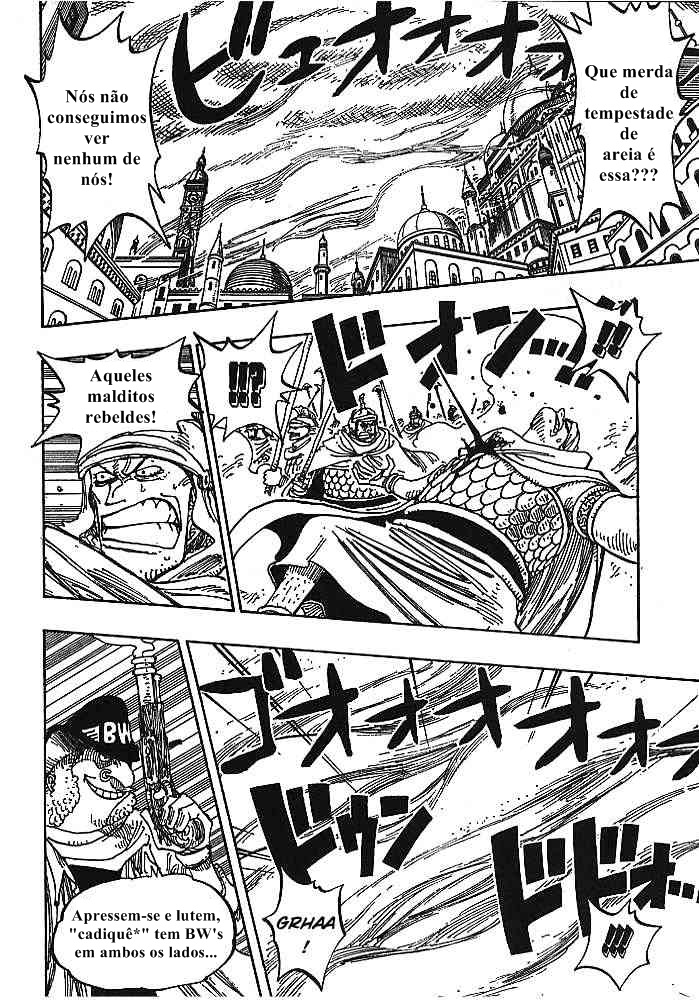 ビュオオオオ
Que merda
de
tempestade
de
areia é
essa???
Nós não
conseguimos
ver
nenhum de
nós!
ドオン...!!
!!
!!?
Aqueles
malditos
rebeldes!
ゴオオオオオオ
ドウン!!
ドドォ...!!
!!!
GRHAA
!
BW
Apressem-se e lutem,
"cadiquê*" tem BW's
em ambos os lados...